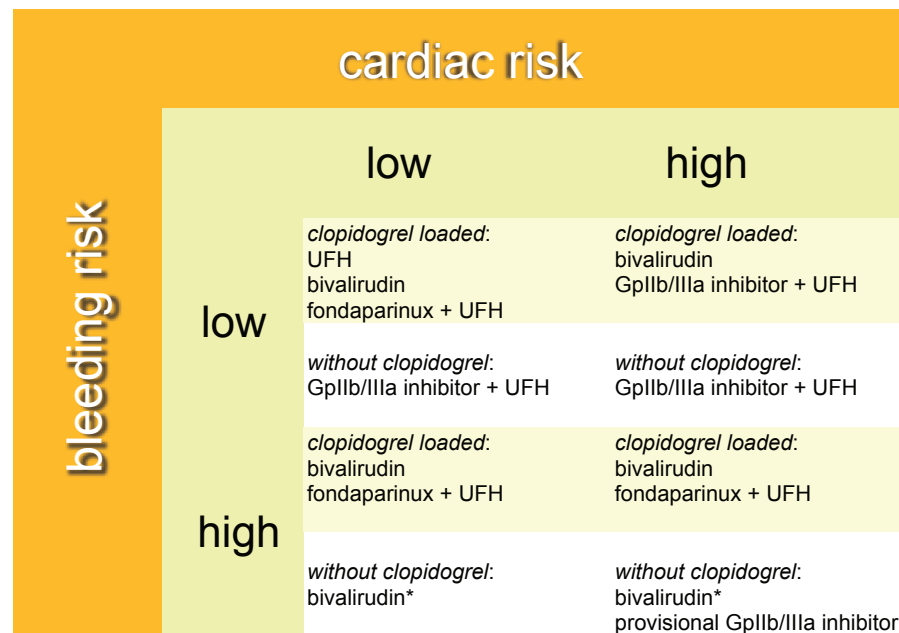 cardiac risk
bleeding risk
low
high
low
clopidogrel loaded:
UFH
bivalirudin
fondaparinux + UFH
clopidogrel loaded:
bivalirudin
GpIIb/IIIa inhibitor + UFH
without clopidogrel:
GpIIb/IIIa inhibitor + UFH
without clopidogrel:
GpIIb/IIIa inhibitor + UFH
high
clopidogrel loaded:
bivalirudin
fondaparinux + UFH
clopidogrel loaded:
bivalirudin
fondaparinux + UFH
without clopidogrel:
bivalirudin*
without clopidogrel:
bivalirudin*
provisional GpIIb/IIIa inhibitor